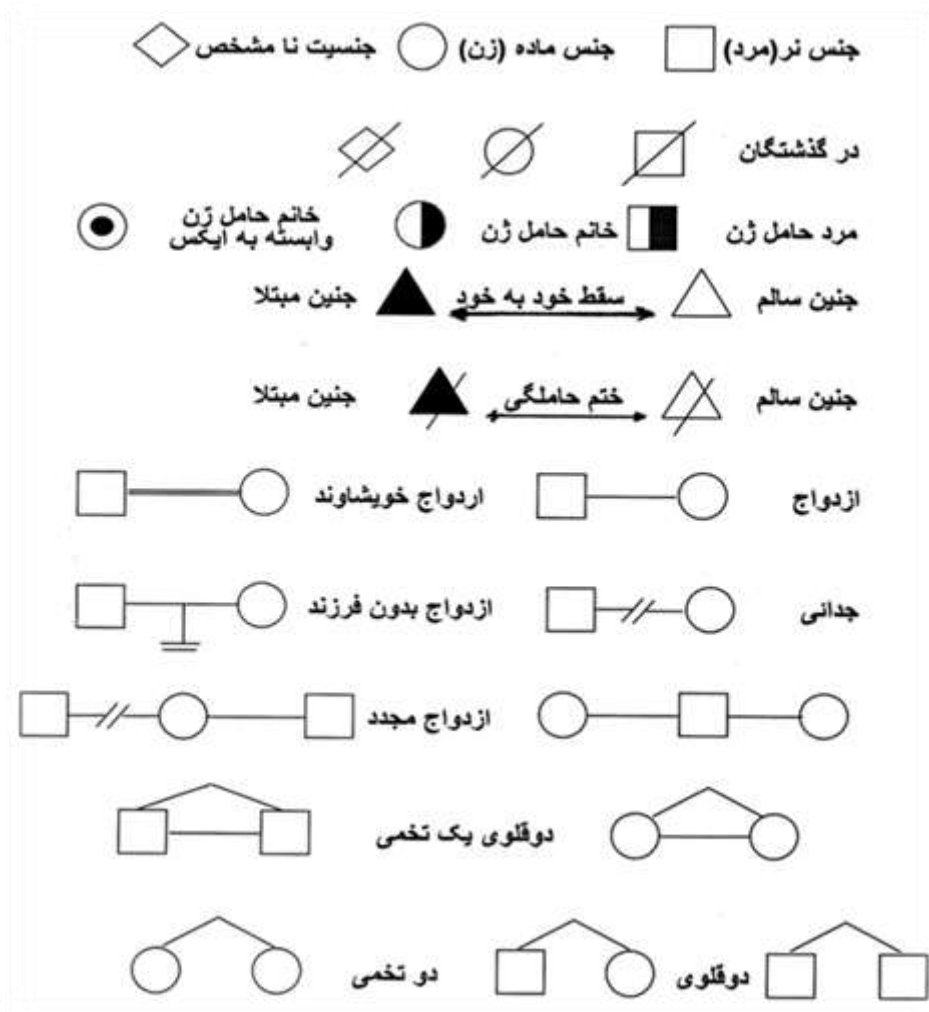 جنس نر(مرد) جنس ماده (زن) جنسیت نا مشخص
در گذشتگان
مرد حامل ژن خانم حامل ژن خانم حامل ژن
وابسته به ایکس
جنین سالم سقط خود به خود جنین مبتلا
جنین سالم ختم حاملگی جنین مبتلا
ازدواج اردواج خویشاوند
جدائی ازدواج بدون فرزند
ازدواج مجدد
دوقلوی یک تخمی
دوقلوی دو تخمی